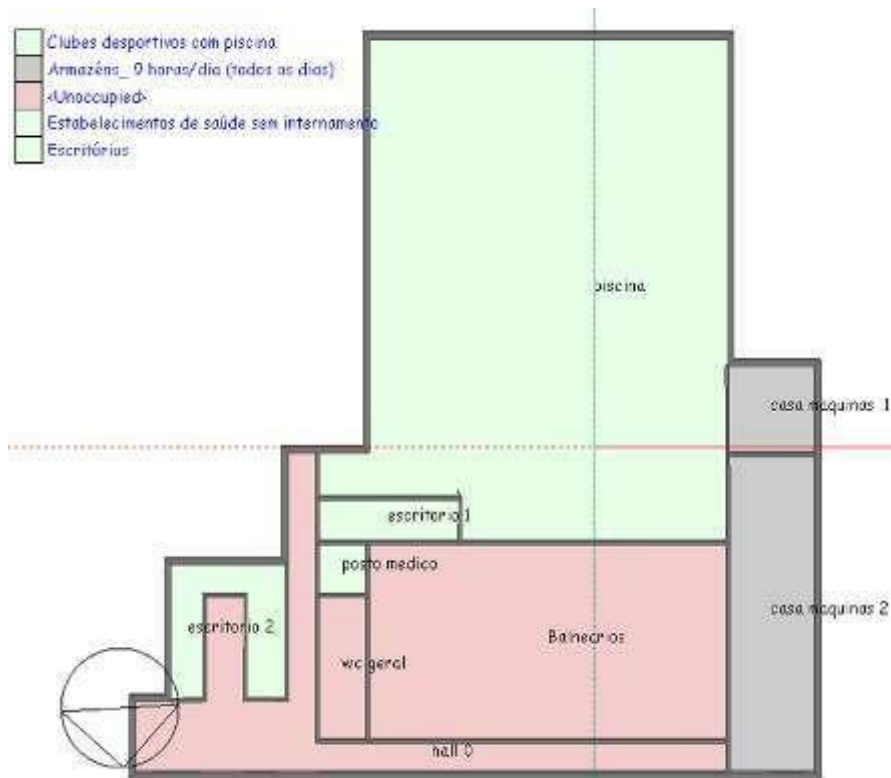 Clubes desportivos com piscina
Armazéns_ 9 horas/dia (todos os dias)
<Unoccupied>
Estabelecimentos de saúde sem internamento
Escritórios
piscina
casa maquinas 1
escritorio 1
posto medico
casa maquinas 2
escritorio 2
Balnearios
wc geral
hall 0